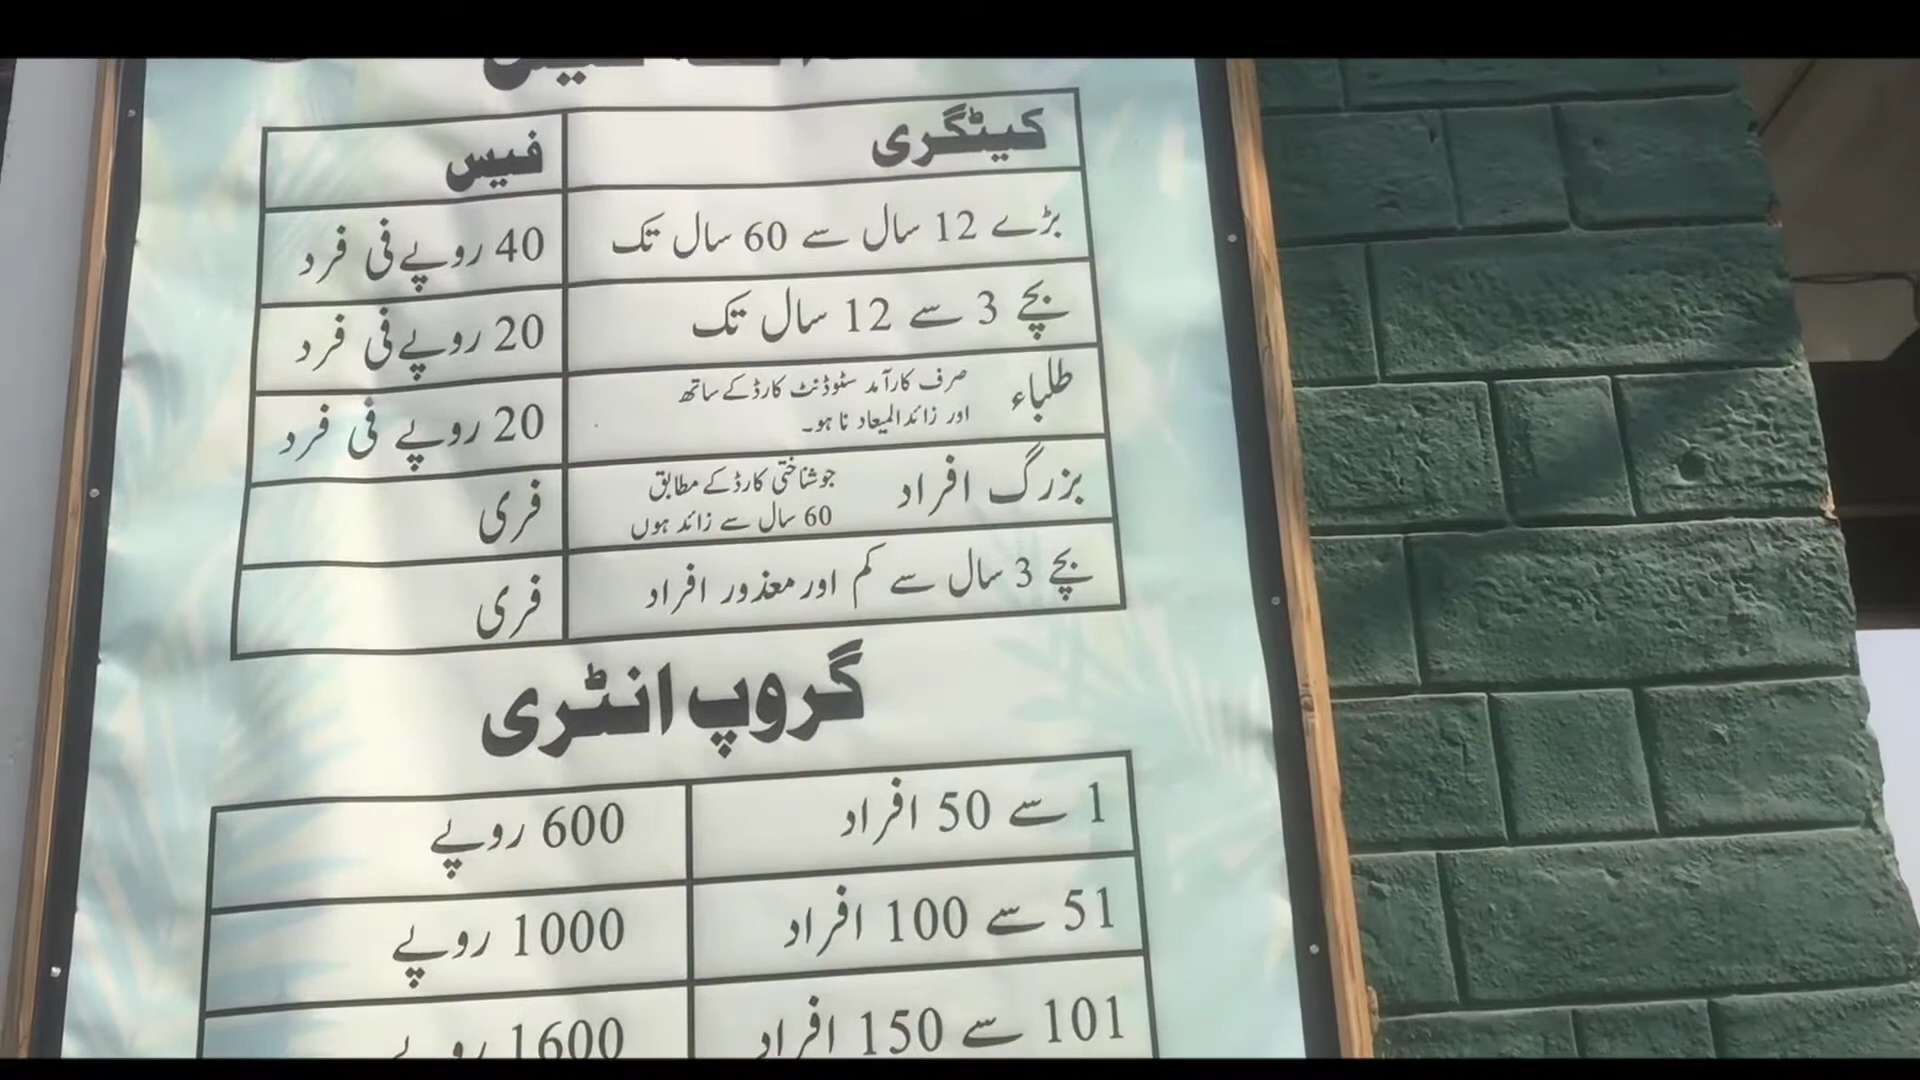 کیٹگری فیس
بڑے 12 سال سے 60 سال تک 40 روپے فی فرد
بچے 3 سے 12 سال تک 20 روپے فی فرد
طلباء صرف کارآمد سٹوڈنٹ کارڈ کے ساتھ
اور زائد المیعاد نا ہو۔
20 روپے فی فرد
بزرگ افراد جو شناختی کارڈ کے مطابق
60 سال سے زائد ہوں
فری
بچے 3 سال سے کم اور معذور افراد فری
گروپ انٹری
1 سے 50 افراد 600 روپے
51 سے 100 افراد 1000 روپے
101 سے 150 افراد 1600 روپے